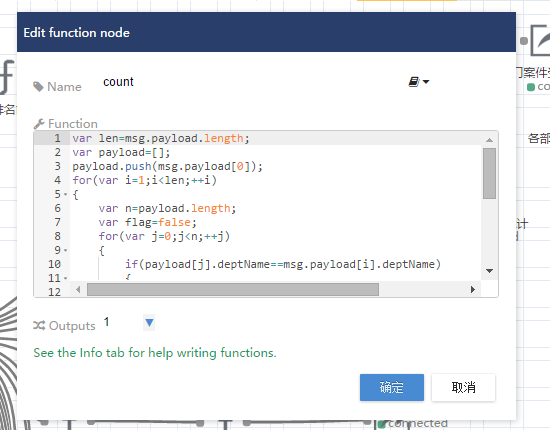 Edit function node
Name
count
Function
1 var len=msg.payload.length;
2 var payload=[];
3 payload.push(msg.payload[0]);
4 for(var i=1;i<len;++i)
5 {
6 var n=payload.length;
7 var flag=false;
8 for(var j=0;j<n;++j)
9 {
10 if(payload[j].deptName==msg.payload[i].deptName)
11 {
12
Outputs 1
See the Info tab for help writing functions.
确定 取消
案件
co
各部
计
connected